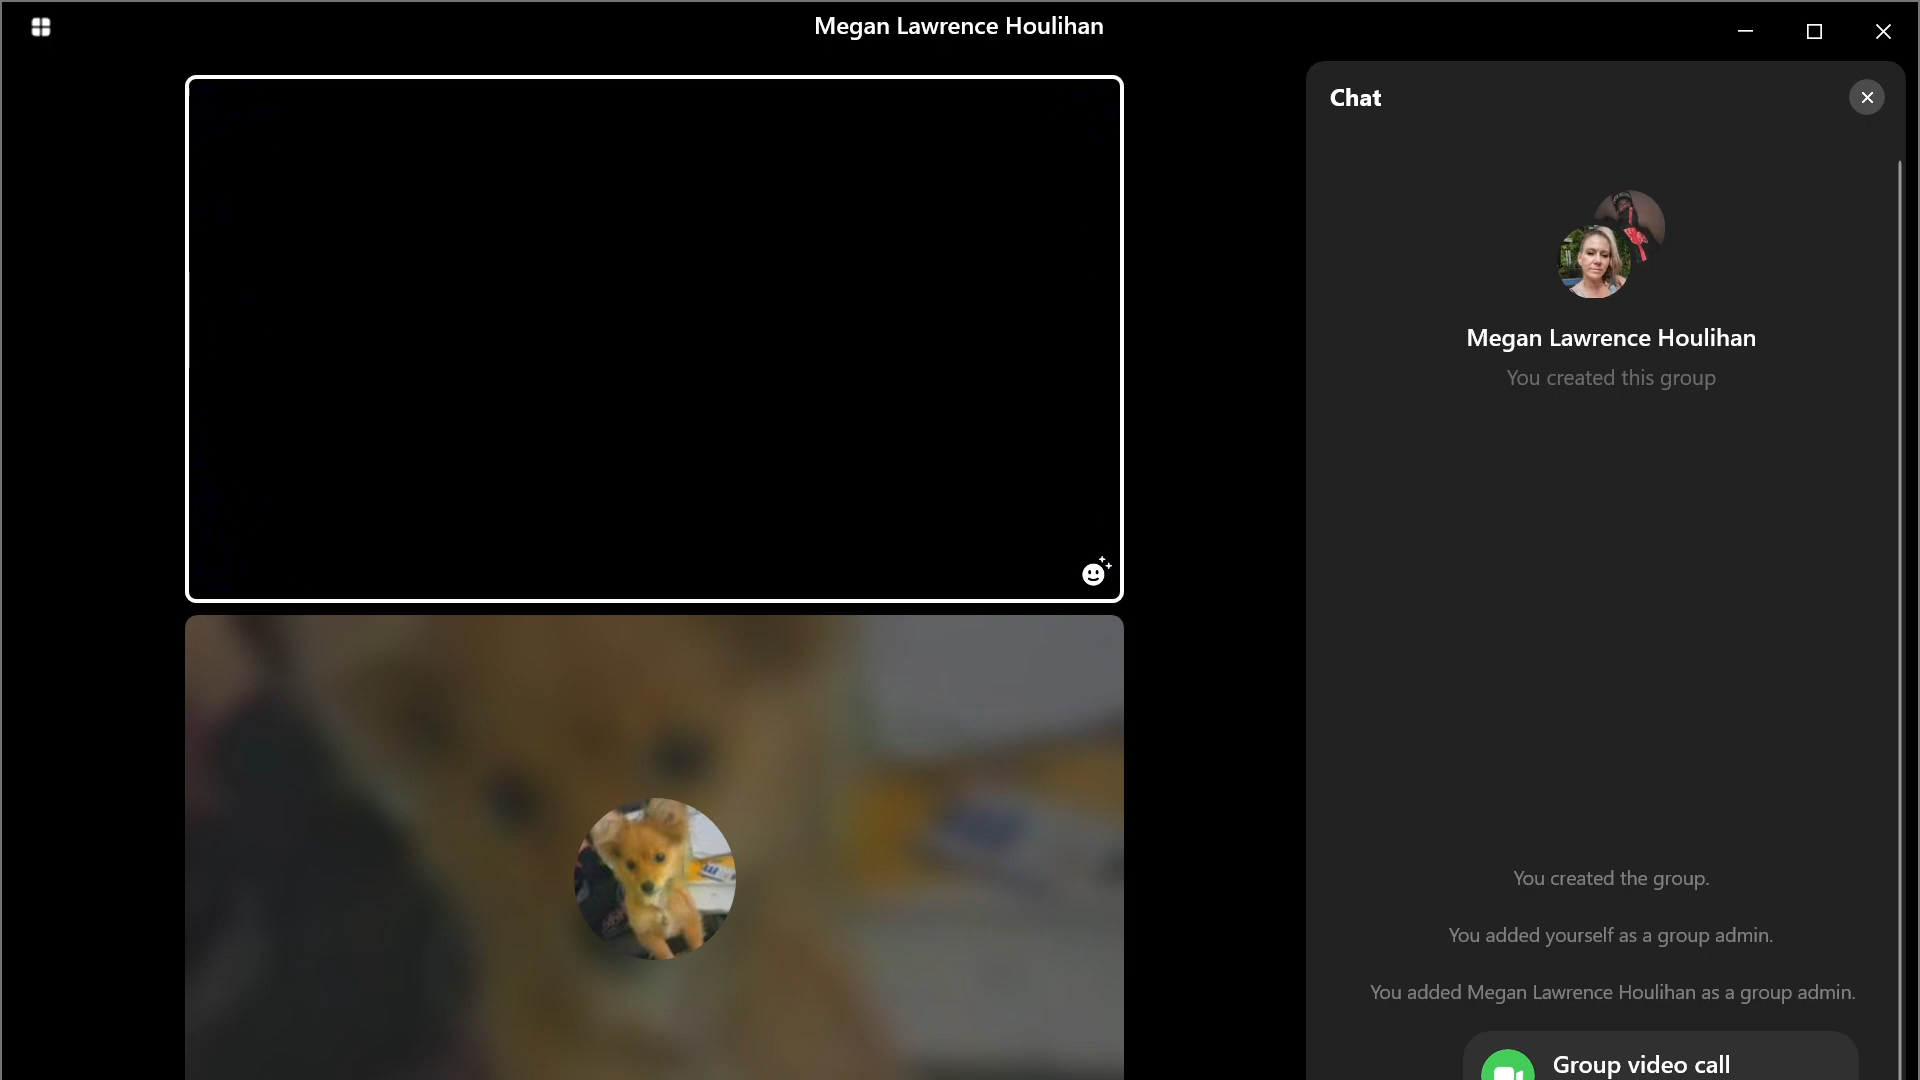 Megan Lawrence Houlihan
Chat
Megan Lawrence Houlihan
You created this group
You created the group.
You added yourself as a group admin.
You added Megan Lawrence Houlihan as a group admin.
Group video call